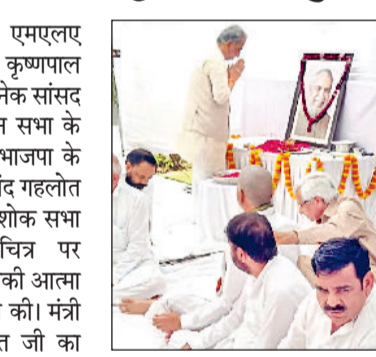 एमएलए
कृष्णपाल
नेक सांसद
सभा के
भाजपा के
गहलोत
शोक सभा
चित्र पर
की आत्मा
की। मंत्री
जी का